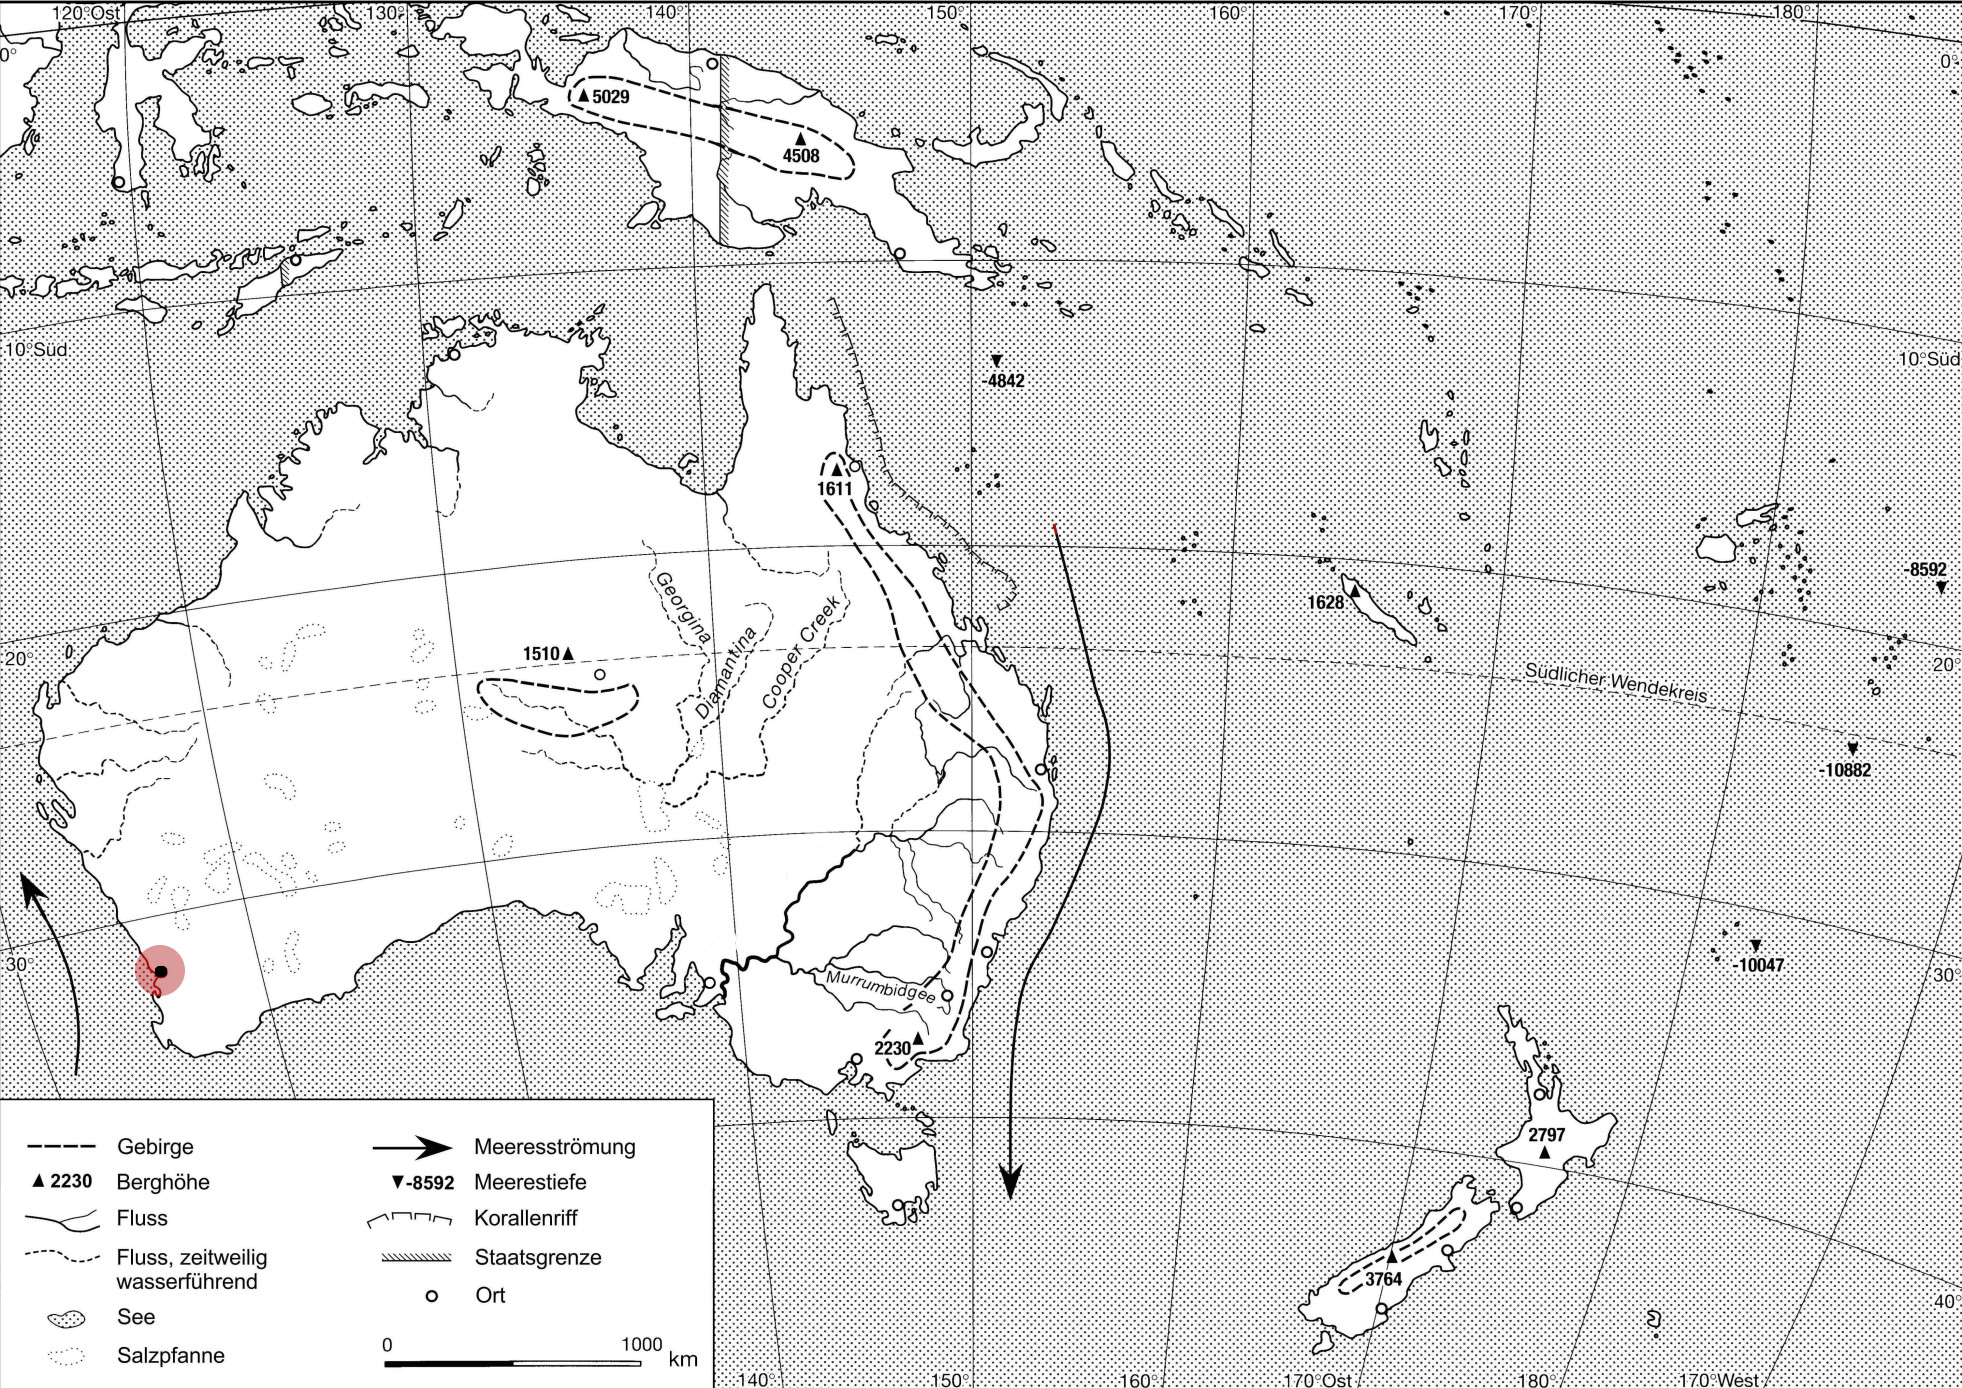 120°Ost
130°
140°
150°
160°
170°
180°
0°
0°
5029
4508
10°Süd
-4842
10°Süd
1611
-8592
1628
Georgina
Diamantina
Cooper Creek
1510
20°
20°
Südlicher Wendekreis
-10882
30°
-10047
30°
Murrumbidgee
2230
2797
3764
40°
Gebirge
2230 Berghöhe
Fluss
Fluss, zeitweilig
wasserführend
See
Salzpfanne
Meeresströmung
-8592 Meerestiefe
Korallenriff
Staatsgrenze
Ort
0 1000 km
140°
150°
160°
170°Ost
180°
170°West